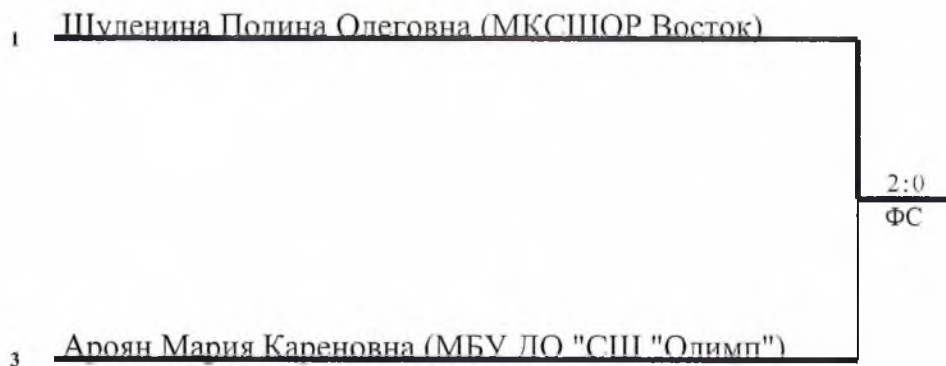 1 Шуленина Полина Олеговна (МКСШОР Восток)
2:0
ФС
3 Ароян Мария Кареновна (МБУ ДО "СШ "Олимп")